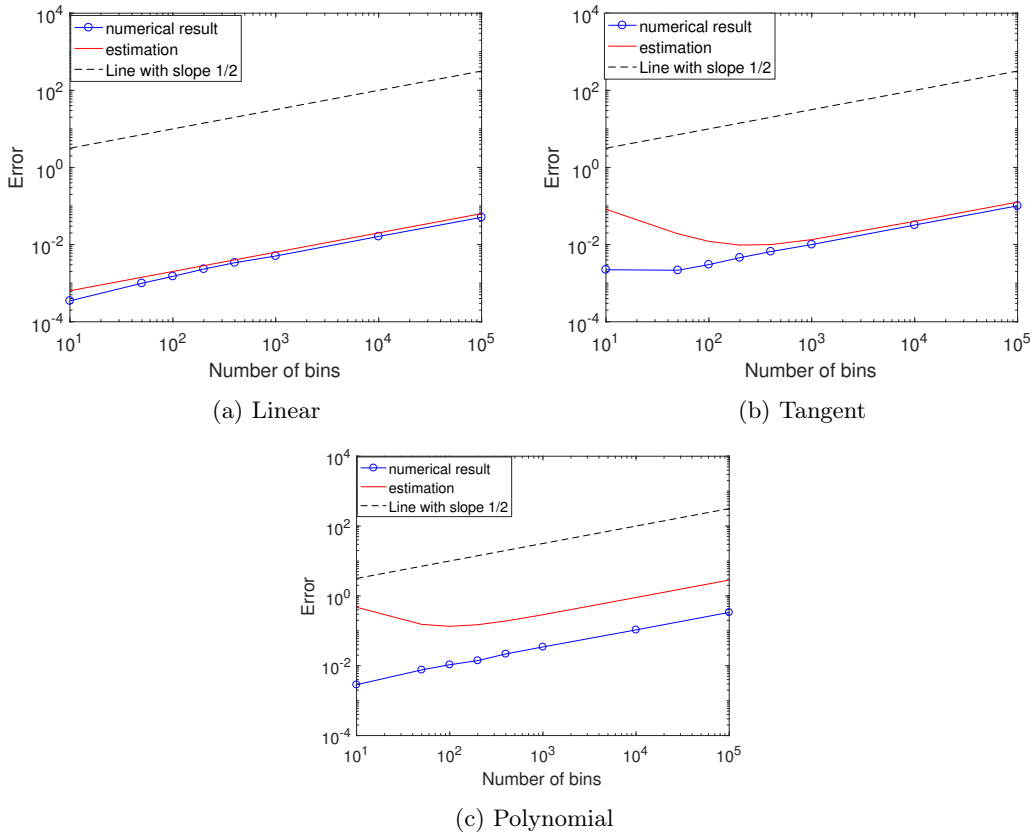 numerical result
estimation
Line with slope 1/2
10^4
10^2
10^0
10^-2
10^-4
Error
10^1 10^2 10^3 10^4 10^5
Number of bins
(a) Linear
numerical result
estimation
Line with slope 1/2
10^4
10^2
10^0
10^-2
10^-4
Error
10^1 10^2 10^3 10^4 10^5
Number of bins
(b) Tangent
numerical result
estimation
Line with slope 1/2
10^4
10^2
10^0
10^-2
10^-4
Error
10^1 10^2 10^3 10^4 10^5
Number of bins
(c) Polynomial